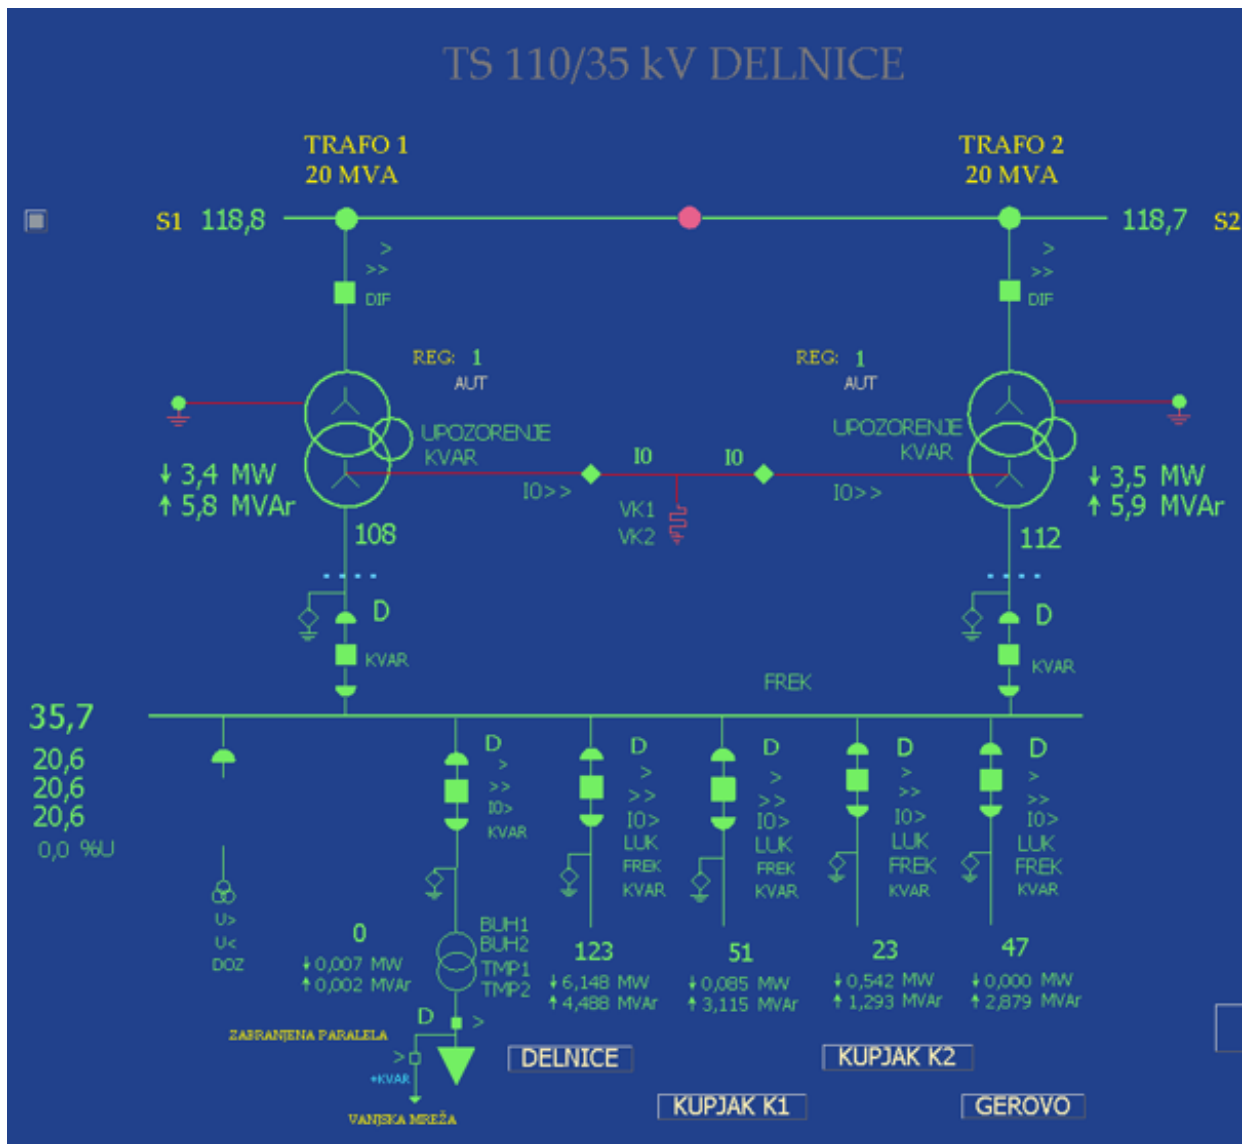 TS 110/35 kV DELNICE
TRAFO 1
20 MVA
TRAFO 2
20 MVA
S1 118,8
118,7 S2
>
>>
DIF
>
>>
DIF
REG: 1
AUT
REG: 1
AUT
UPOZORENJE
KVAR
UPOZORENJE
KVAR
I0 I0
I0>>
I0>>
↓ 3,4 MW
↑ 5,8 MVAr
↓ 3,5 MW
↑ 5,9 MVAr
VK1
VK2
108
112
D
D
KVAR
KVAR
FREK
35,7
20,6
20,6
20,6
0,0 %U
U>
U<
DOZ
D
>
>>
I0>
KVAR
D
>
>>
I0>
LUK
FREK
KVAR
D
>
>>
I0>
LUK
FREK
KVAR
D
>
>>
I0>
LUK
FREK
KVAR
D
>
>>
I0>
LUK
FREK
KVAR
0
↓ 0,007 MW
↑ 0,002 MVAr
BUH1
BUH2
TMP1
TMP2
123
↓ 6,148 MW
↑ 4,488 MVAr
51
↓ 0,085 MW
↑ 3,115 MVAr
23
↓ 0,542 MW
↑ 1,293 MVAr
47
↓ 0,000 MW
↑ 2,879 MVAr
D >
ZABRANJENA PARALELA
>
+KVAR
VANJSKA MREŽA
DELNICE
KUPJAK K2
KUPJAK K1
GEROVO